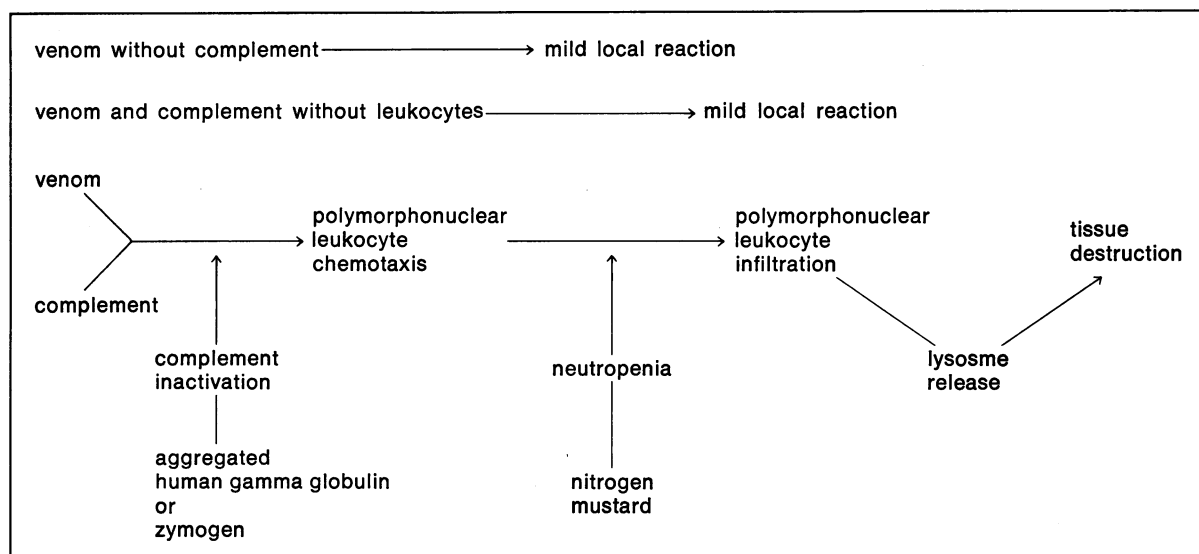 venom without complement mild local reaction
venom and complement without leukocytes mild local reaction
venom
complement
polymorphonuclear
leukocyte
chemotaxis
polymorphonuclear
leukocyte
infiltration
tissue
destruction
complement
inactivation
neutropenia
lysosme
release
aggregated
human gamma globulin
or
zymogen
nitrogen
mustard